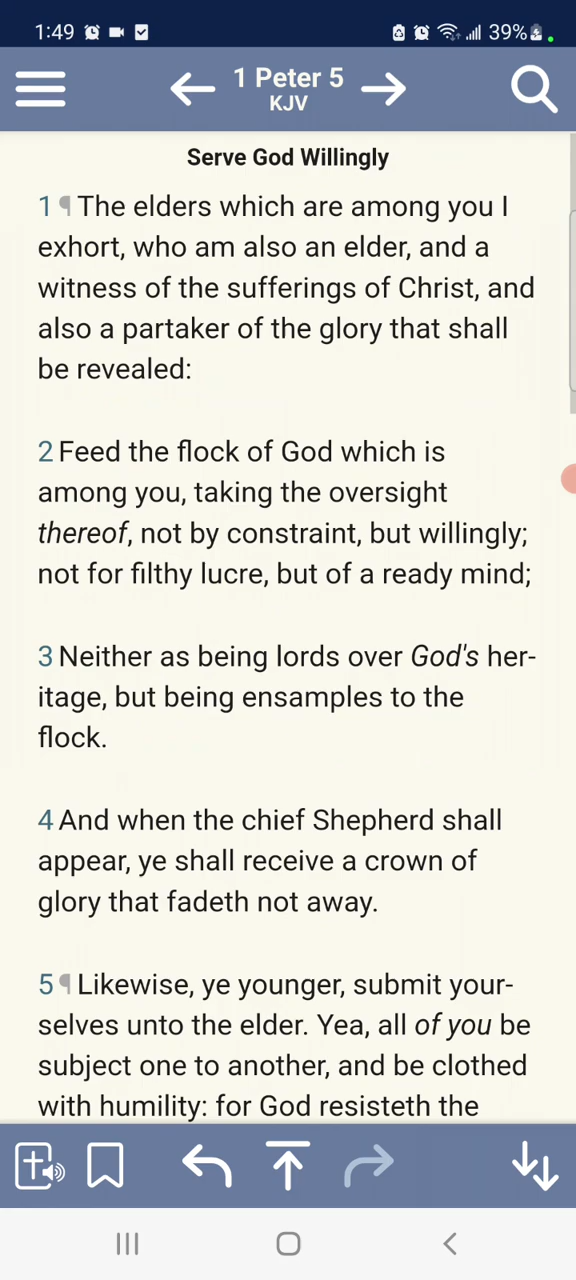 1:49
39%
1 Peter 5
KJV
Serve God Willingly
1 ¶ The elders which are among you I
exhort, who am also an elder, and a
witness of the sufferings of Christ, and
also a partaker of the glory that shall
be revealed:
2 Feed the flock of God which is
among you, taking the oversight
thereof, not by constraint, but willingly;
not for filthy lucre, but of a ready mind;
3 Neither as being lords over God's her-
itage, but being ensamples to the
flock.
4 And when the chief Shepherd shall
appear, ye shall receive a crown of
glory that fadeth not away.
5 ¶ Likewise, ye younger, submit your-
selves unto the elder. Yea, all of you be
subject one to another, and be clothed
with humility: for God resisteth the